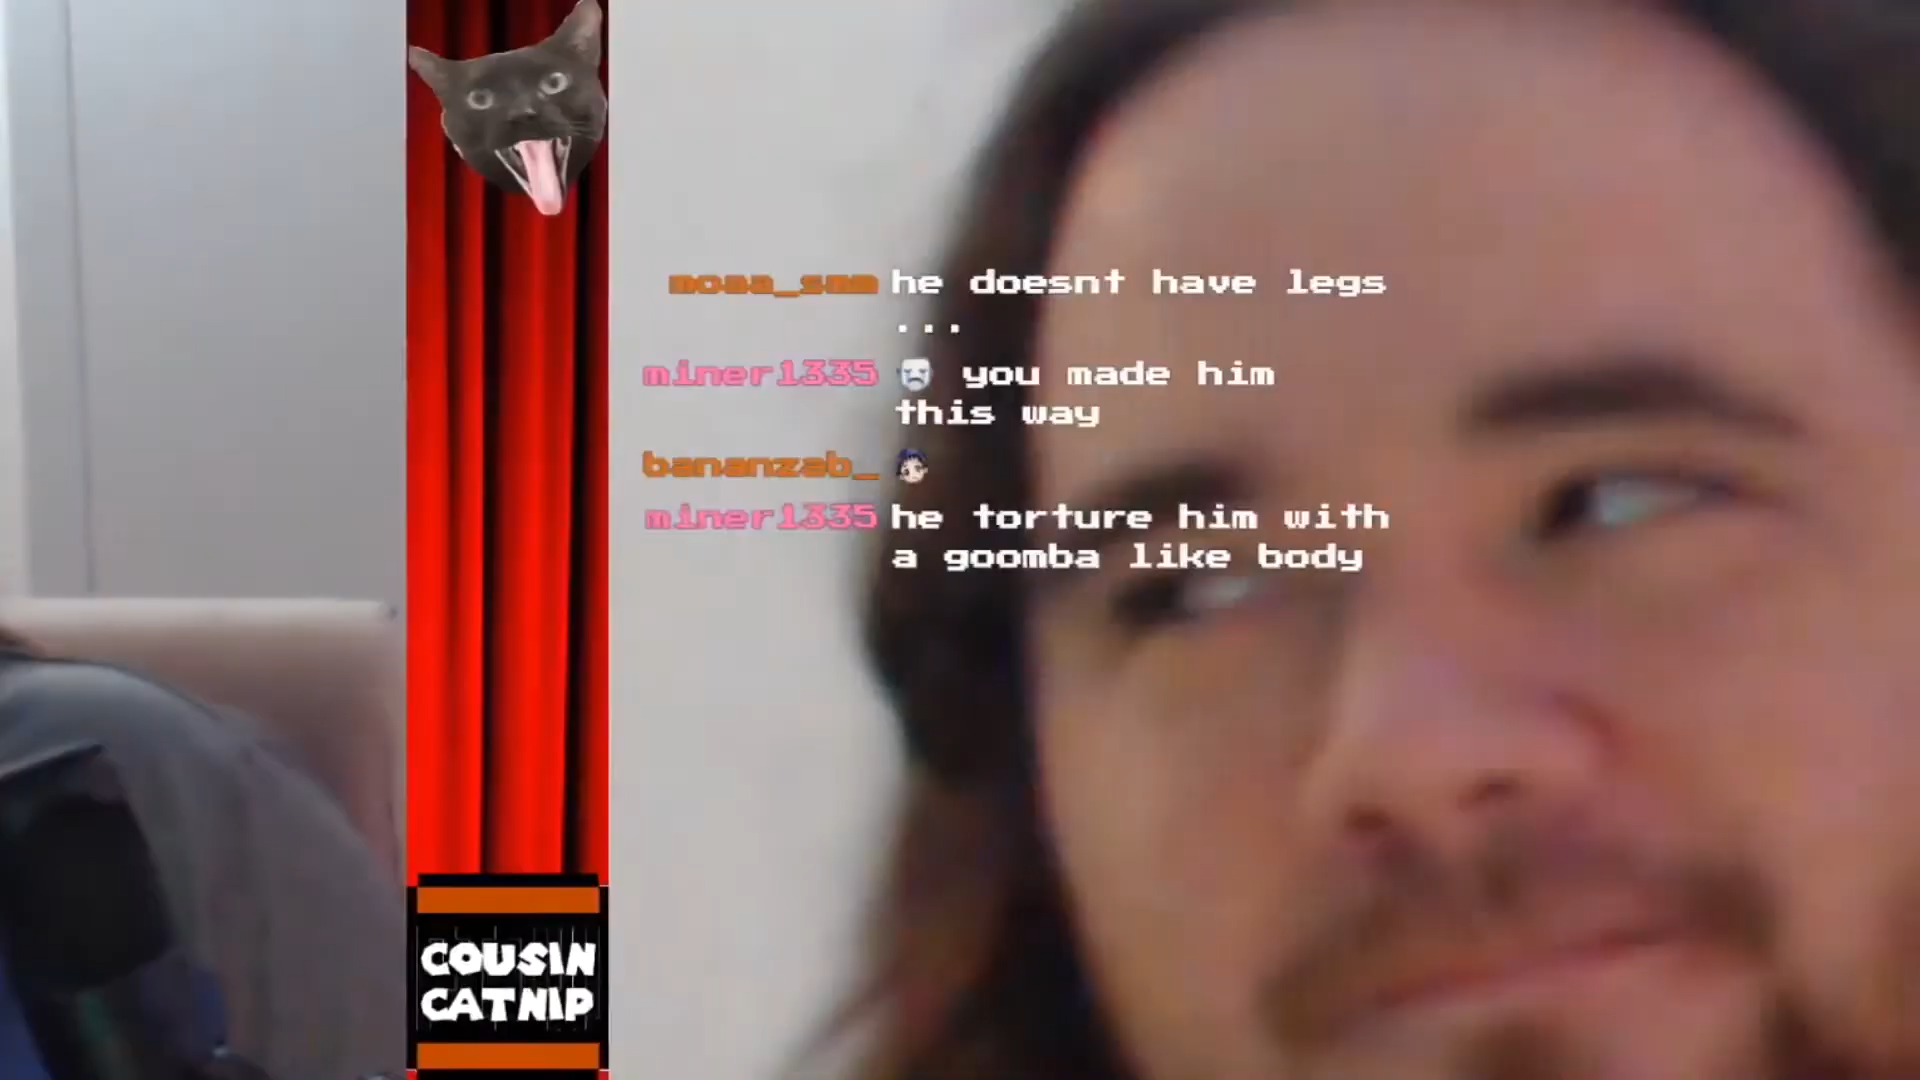 he doesnt have legs
...
miner1335 you made him
this way
bananzab_
miner1335 he torture him with
a goomba like body
COUSIN
CATNIP